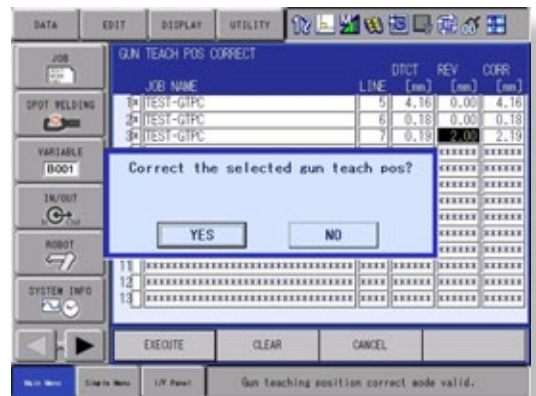 DATA EDIT DISPLAY UTILITY
JOB
SPOT WELDING
VARIABLE
B001
IN/OUT
In Out
ROBOT
SYSTEM INFO
GUN TEACH POS CORRECT
DTCT REV CORR
JOB NAME LINE [mm] [mm] [mm]
1* TEST-GTPC 5 4.16 0.00 4.16
2* TEST-GTPC 6 0.18 0.00 0.18
3* TEST-GTPC 7 0.19 2.00 2.19
Correct the selected gun teach pos?
YES NO
11
12
13
EXECUTE CLEAR CANCEL
Main Menu Simple Menu I/F Panel Gun teaching position correct mode valid.